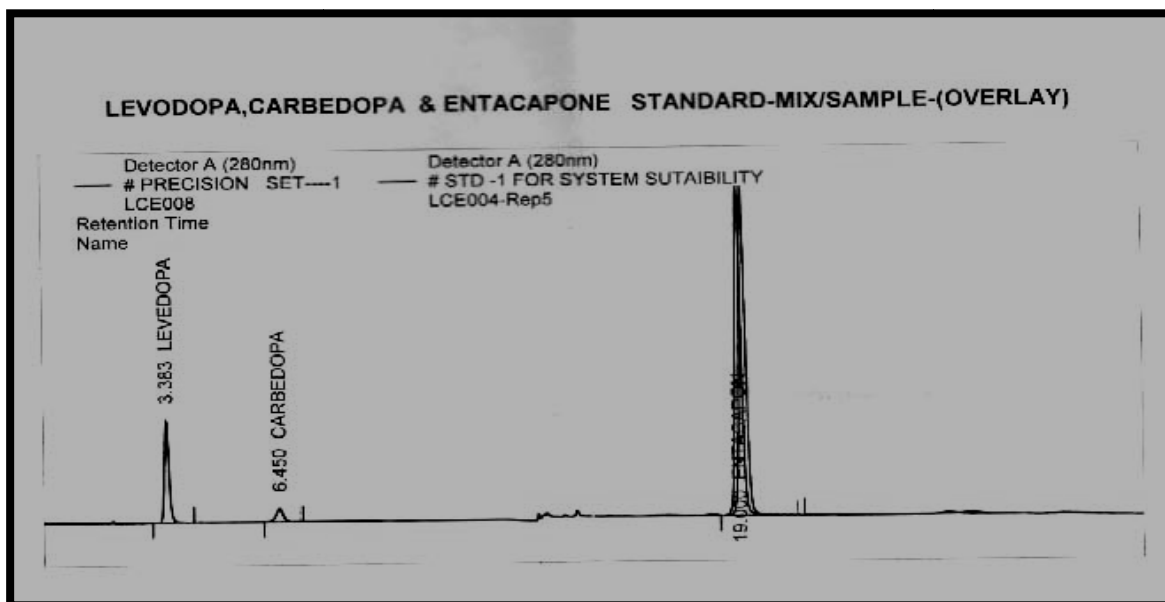 LEVODOPA,CARBEDOPA & ENTACAPONE STANDARD-MIX/SAMPLE-(OVERLAY)
Detector A (280nm)
# PRECISION SET----1
LCE008
Detector A (280nm)
# STD -1 FOR SYSTEM SUTAIBILITY
LCE004-Rep5
Retention Time
Name
3.383 LEVEDOPA
6.450 CARBEDOPA
ENTACAPON